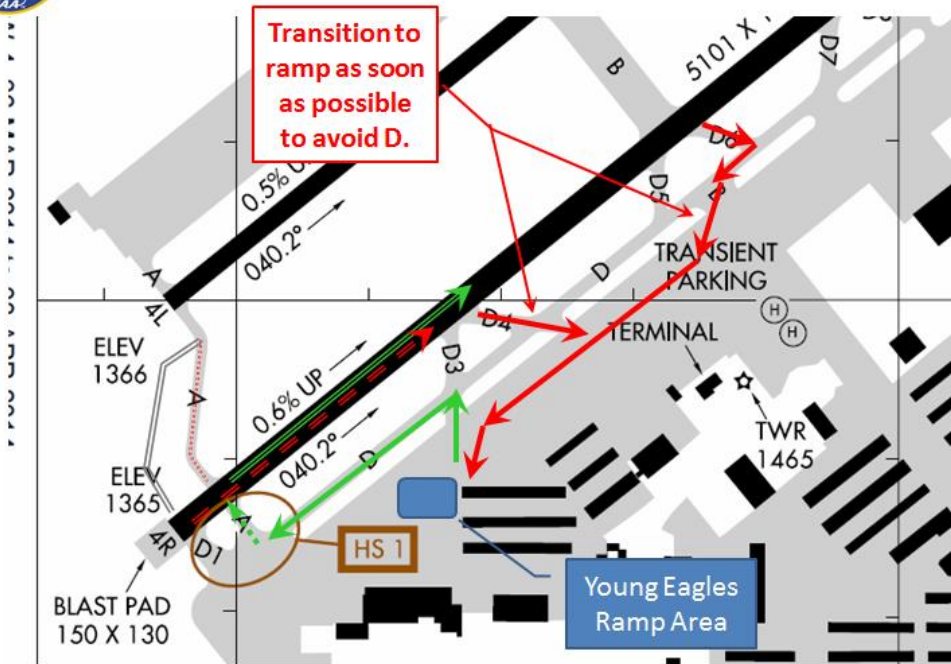 Transition to
ramp as soon
as possible
to avoid D.
B
5101 X
D7
D6
D5
B
0.5%
040.2°
A
4L
D
TRANSIENT
PARKING
H
H
TERMINAL
TWR
1465
D4
D3
ELEV
1366
A
0.6% UP
040.2°
D
ELEV
1365
4R
D1
A
HS 1
BLAST PAD
150 X 130
Young Eagles
Ramp Area